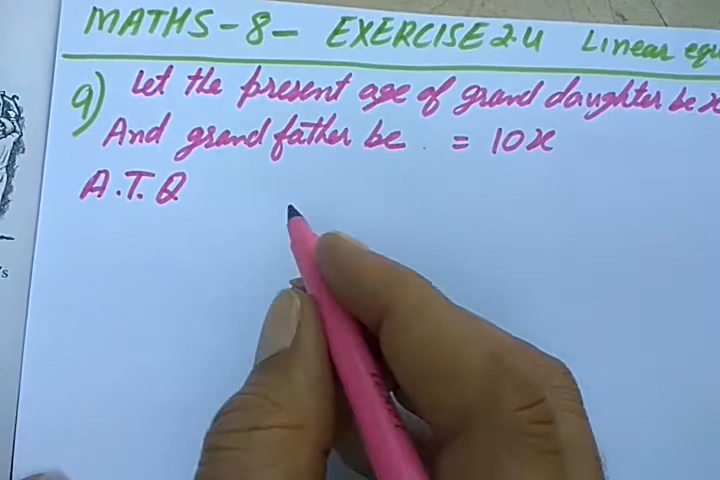 MATHS-8- EXERCISE 2.4 Linear equ
9) Let the present age of grand daughter be x
And grand father be . = 10x
A.T.Q
's